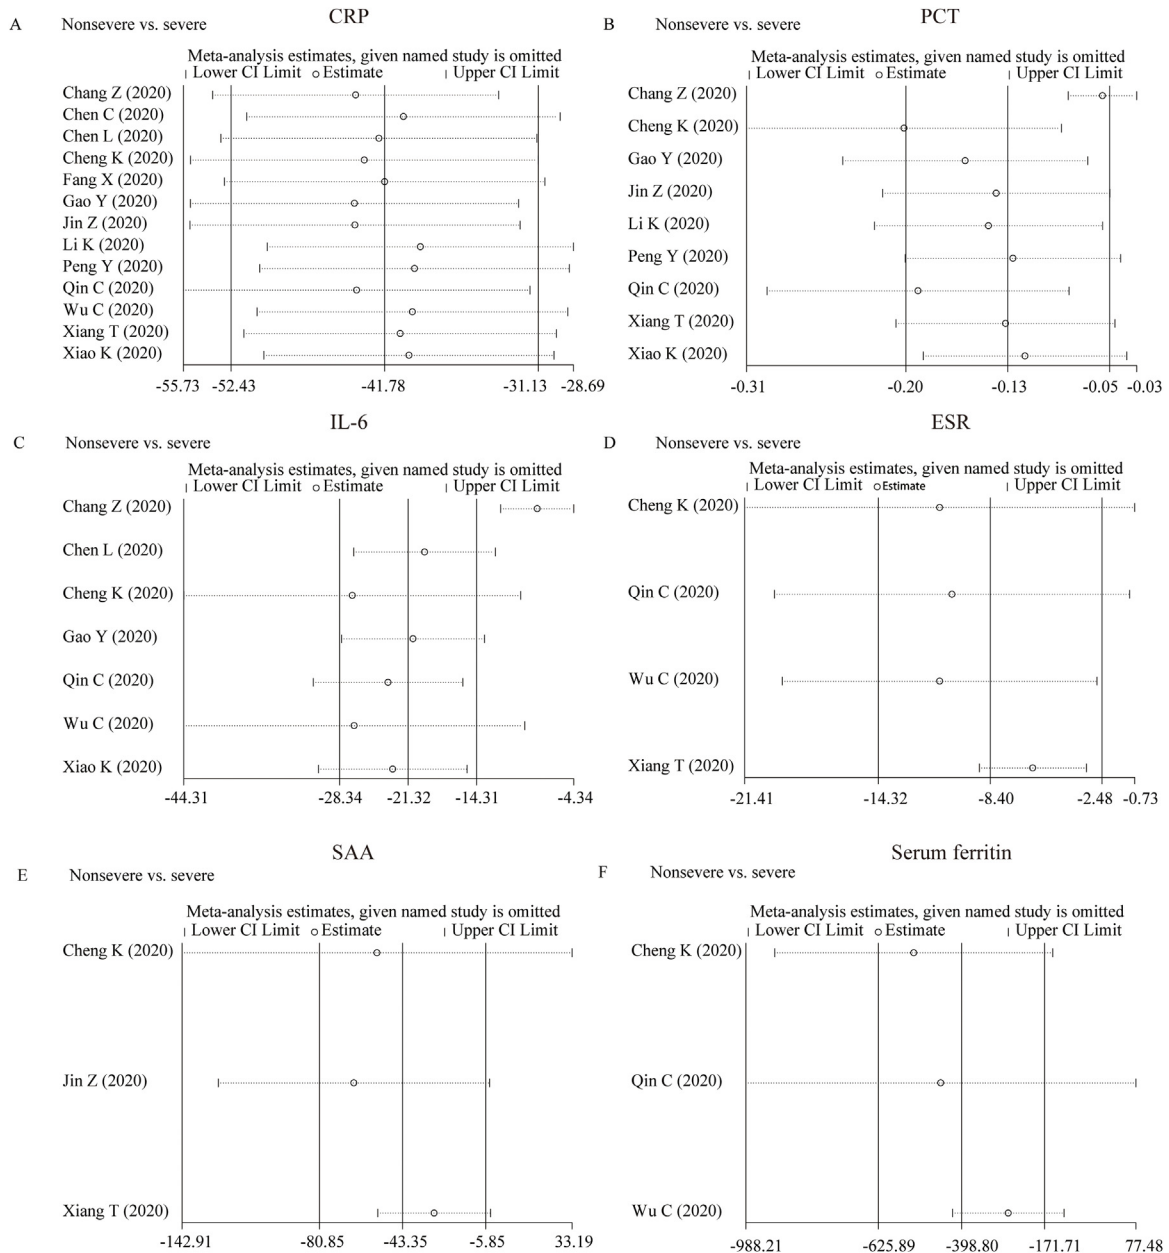 A
Nonsevere vs. severe
CRP
Meta-analysis estimates, given named study is omitted
Lower CI Limit Estimate Upper CI Limit
Chang Z (2020)
Chen C (2020)
Chen L (2020)
Cheng K (2020)
Fang X (2020)
Gao Y (2020)
Jin Z (2020)
Li K (2020)
Peng Y (2020)
Qin C (2020)
Wu C (2020)
Xiang T (2020)
Xiao K (2020)
-55.73 -52.43 -41.78 -31.13 -28.69
B
Nonsevere vs. severe
PCT
Meta-analysis estimates, given named study is omitted
Lower CI Limit Estimate Upper CI Limit
Chang Z (2020)
Cheng K (2020)
Gao Y (2020)
Jin Z (2020)
Li K (2020)
Peng Y (2020)
Qin C (2020)
Xiang T (2020)
Xiao K (2020)
-0.31 -0.20 -0.13 -0.05 -0.03
C
Nonsevere vs. severe
IL-6
Meta-analysis estimates, given named study is omitted
Lower CI Limit Estimate Upper CI Limit
Chang Z (2020)
Chen L (2020)
Cheng K (2020)
Gao Y (2020)
Qin C (2020)
Wu C (2020)
Xiao K (2020)
-44.31 -28.34 -21.32 -14.31 -4.34
D
Nonsevere vs. severe
ESR
Meta-analysis estimates, given named study is omitted
Lower CI Limit Estimate Upper CI Limit
Cheng K (2020)
Qin C (2020)
Wu C (2020)
Xiang T (2020)
-21.41 -14.32 -8.40 -2.48 -0.73
E
Nonsevere vs. severe
SAA
Meta-analysis estimates, given named study is omitted
Lower CI Limit Estimate Upper CI Limit
Cheng K (2020)
Jin Z (2020)
Xiang T (2020)
-142.91 -80.85 -43.35 -5.85 33.19
F
Nonsevere vs. severe
Serum ferritin
Meta-analysis estimates, given named study is omitted
Lower CI Limit Estimate Upper CI Limit
Cheng K (2020)
Qin C (2020)
Wu C (2020)
-988.21 -625.89 -398.80 -171.71 77.48